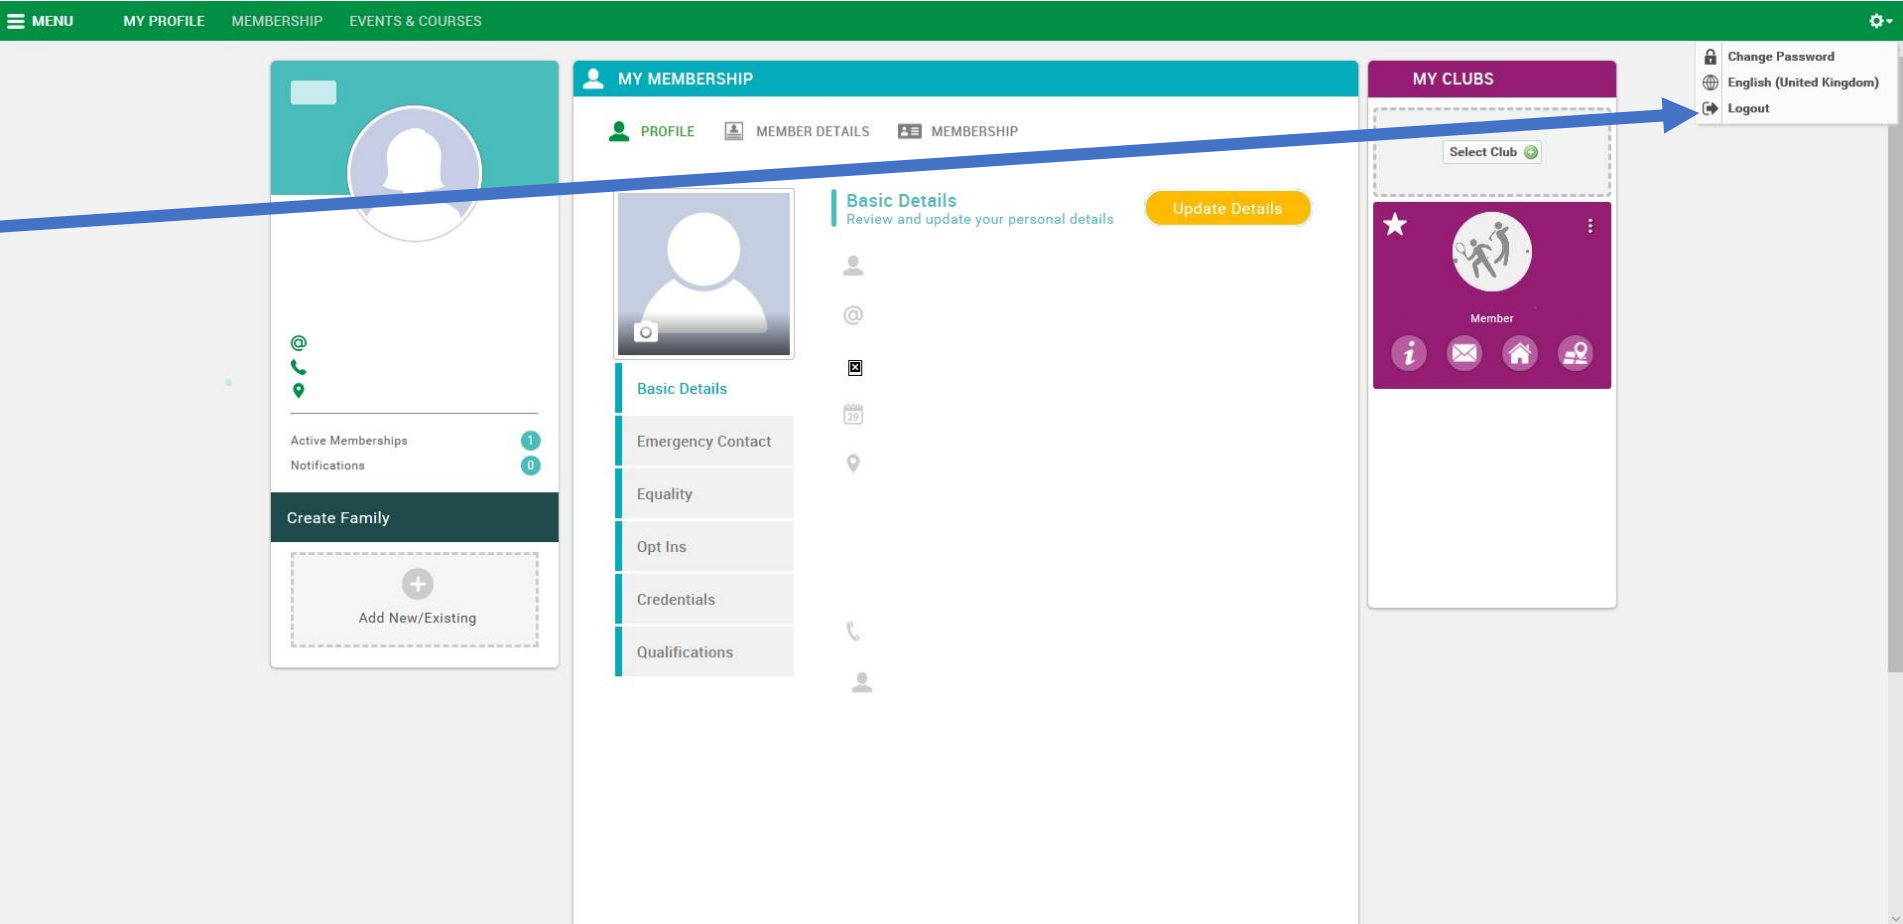 MENU
MY PROFILE
MEMBERSHIP
EVENTS & COURSES
Change Password
English (United Kingdom)
Logout
@
Active Memberships 1
Notifications 0
Create Family
Add New/Existing
MY MEMBERSHIP
PROFILE
MEMBER DETAILS
MEMBERSHIP
Basic Details
Review and update your personal details
Update Details
@
29
Basic Details
Emergency Contact
Equality
Opt Ins
Credentials
Qualifications
MY CLUBS
Select Club
Member
i